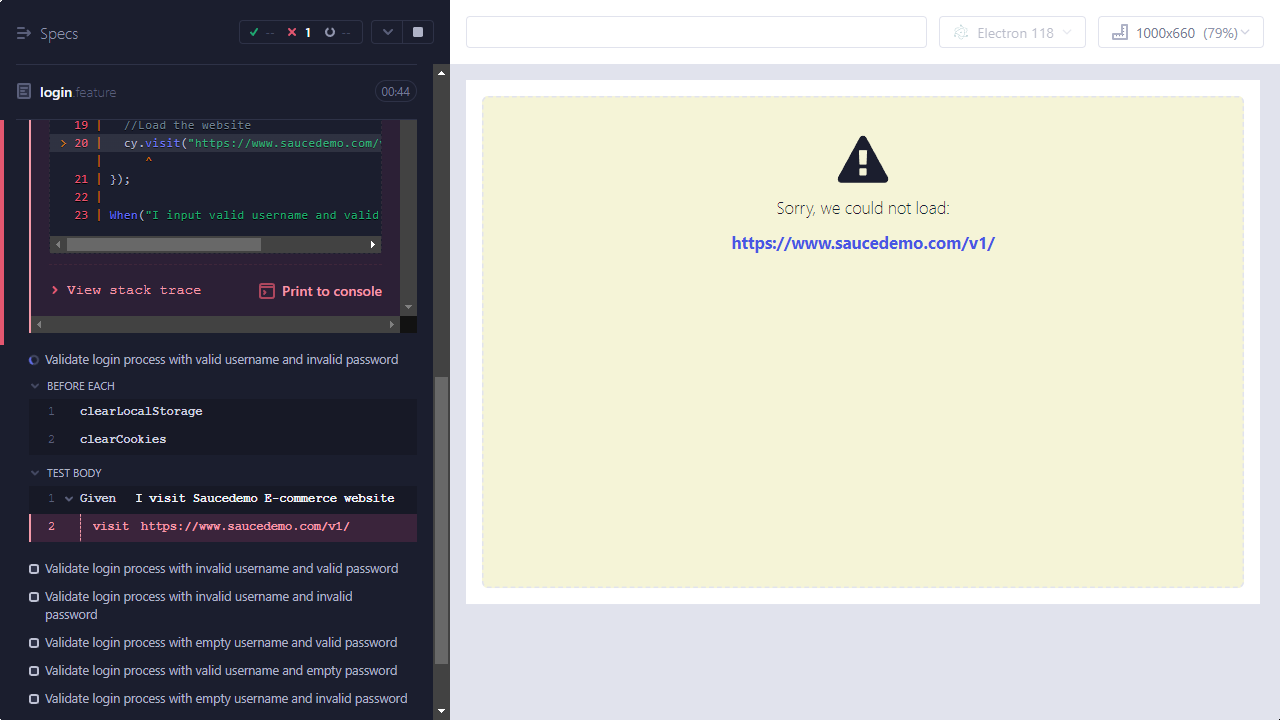 Specs
-- 1 --
login.feature 00:44
19 | //Load the website
> 20 | cy.visit("https://www.saucedemo.com/
| ^
21 | });
22 |
23 | When("I input valid username and valid
> View stack trace Print to console
Validate login process with valid username and invalid password
BEFORE EACH
1 clearLocalStorage
2 clearCookies
TEST BODY
1 Given I visit Saucedemo E-commerce website
2 visit https://www.saucedemo.com/v1/
Validate login process with invalid username and valid password
Validate login process with invalid username and invalid
password
Validate login process with empty username and valid password
Validate login process with valid username and empty password
Validate login process with empty username and invalid password
Electron 118
1000x660 (79%)
Sorry, we could not load:
https://www.saucedemo.com/v1/